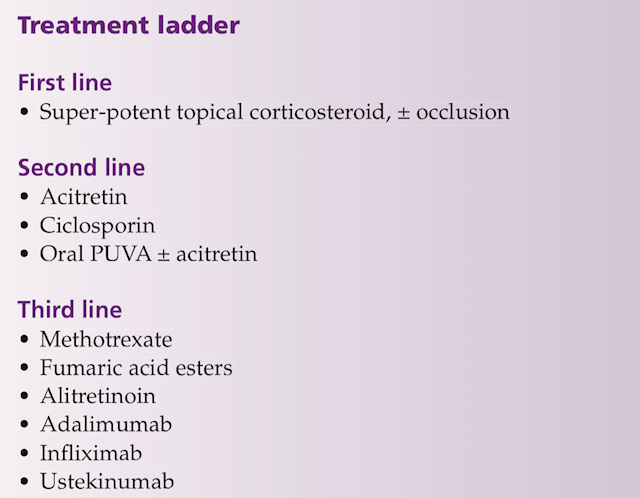 Treatment ladder
First line
• Super-potent topical corticosteroid, ± occlusion
Second line
• Acitretin
• Ciclosporin
• Oral PUVA ± acitretin
Third line
• Methotrexate
• Fumaric acid esters
• Alitretinoin
• Adalimumab
• Infliximab
• Ustekinumab